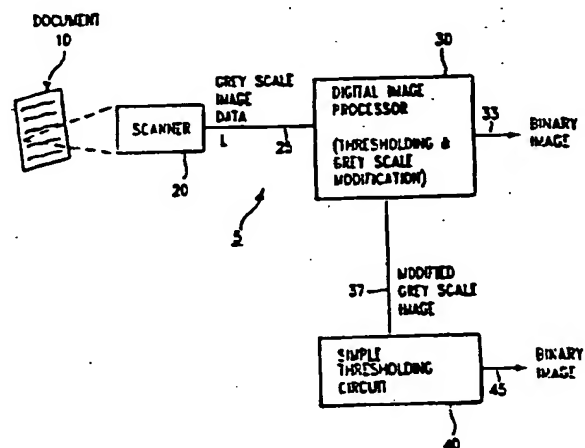 DOCUMENT
10
GREY SCALE
IMAGE
DATA
L
25
SCANNER
20
5
30
DIGITAL IMAGE
PROCESSOR
(THRESHOLDING &
GREY SCALE
MODIFICATION)
33
BINARY
IMAGE
37
MODIFIED
GREY SCALE
IMAGE
SIMPLE
THRESHOLDING
CIRCUIT
45
BINARY
IMAGE
40